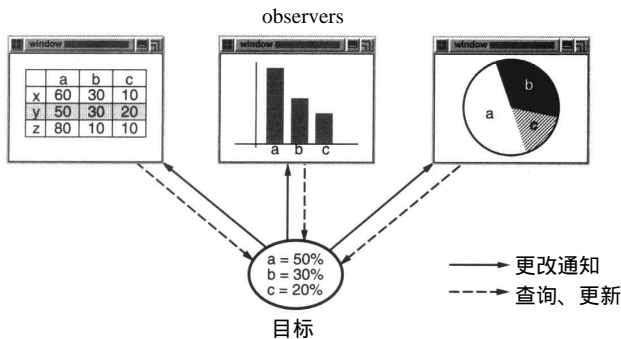 observers
window
a b c
x 60 30 10
y 50 30 20
z 80 10 10
window
a b c
window
a
b
c
a = 50%
b = 30%
c = 20%
目标
更改通知
查询、更新